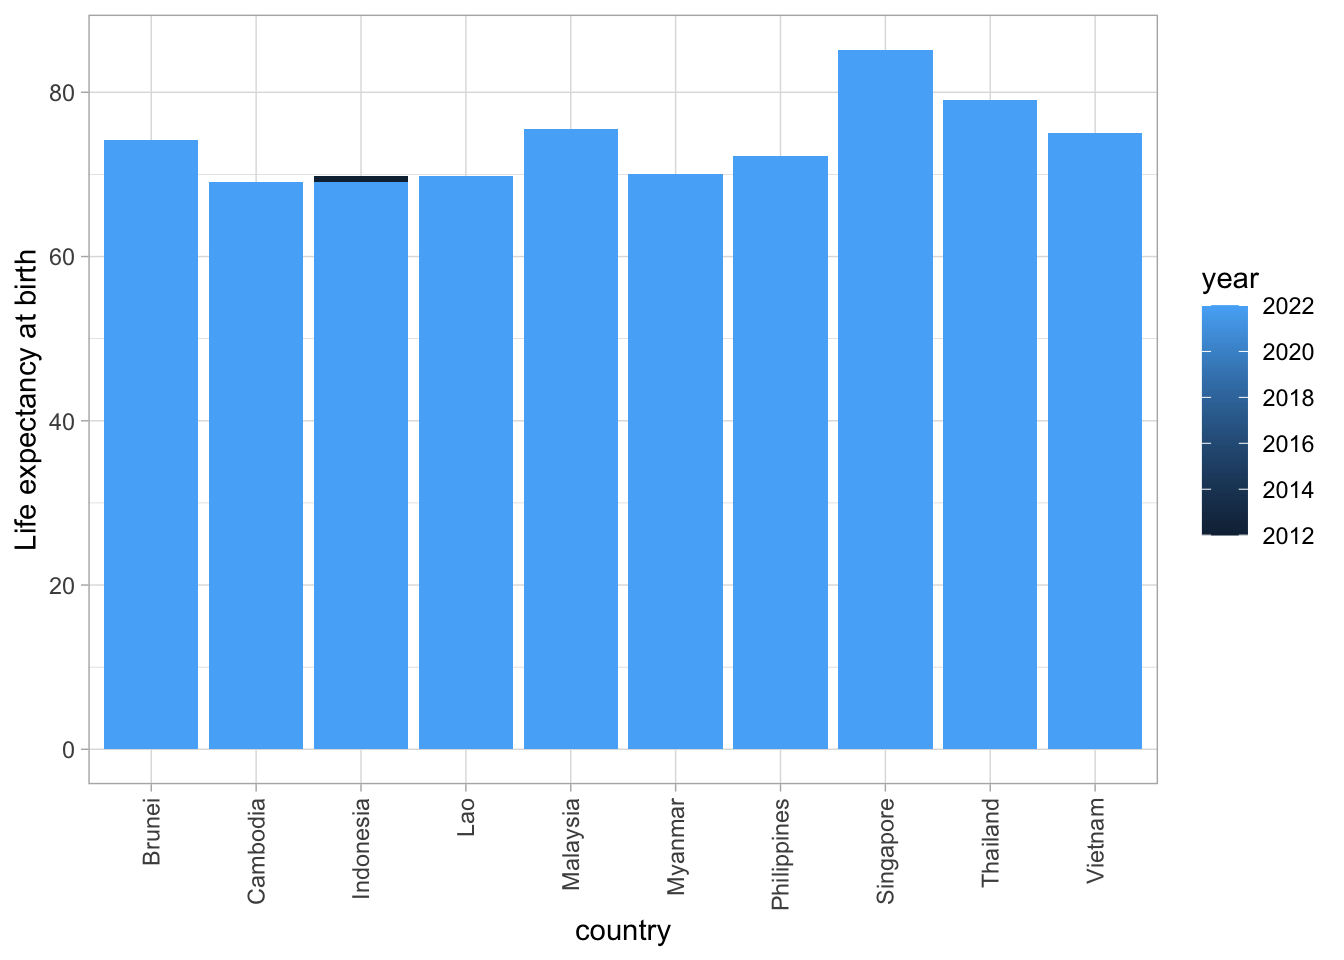 Life expectancy at birth
80
60
40
20
0
Brunei
Cambodia
Indonesia
Lao
Malaysia
Myanmar
Philippines
Singapore
Thailand
Vietnam
country
year
2022
2020
2018
2016
2014
2012